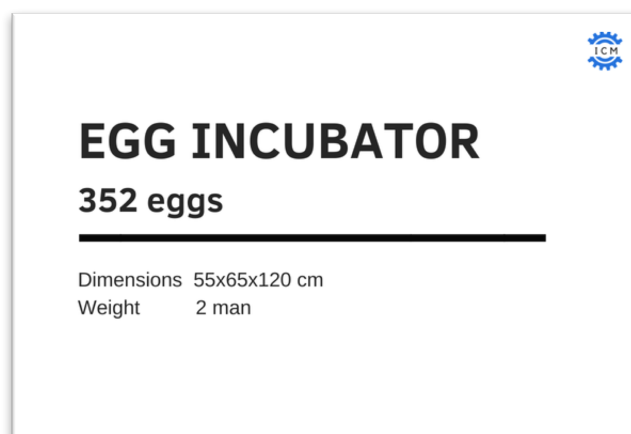 ICM
EGG INCUBATOR
352 eggs
Dimensions 55x65x120 cm
Weight 2 man